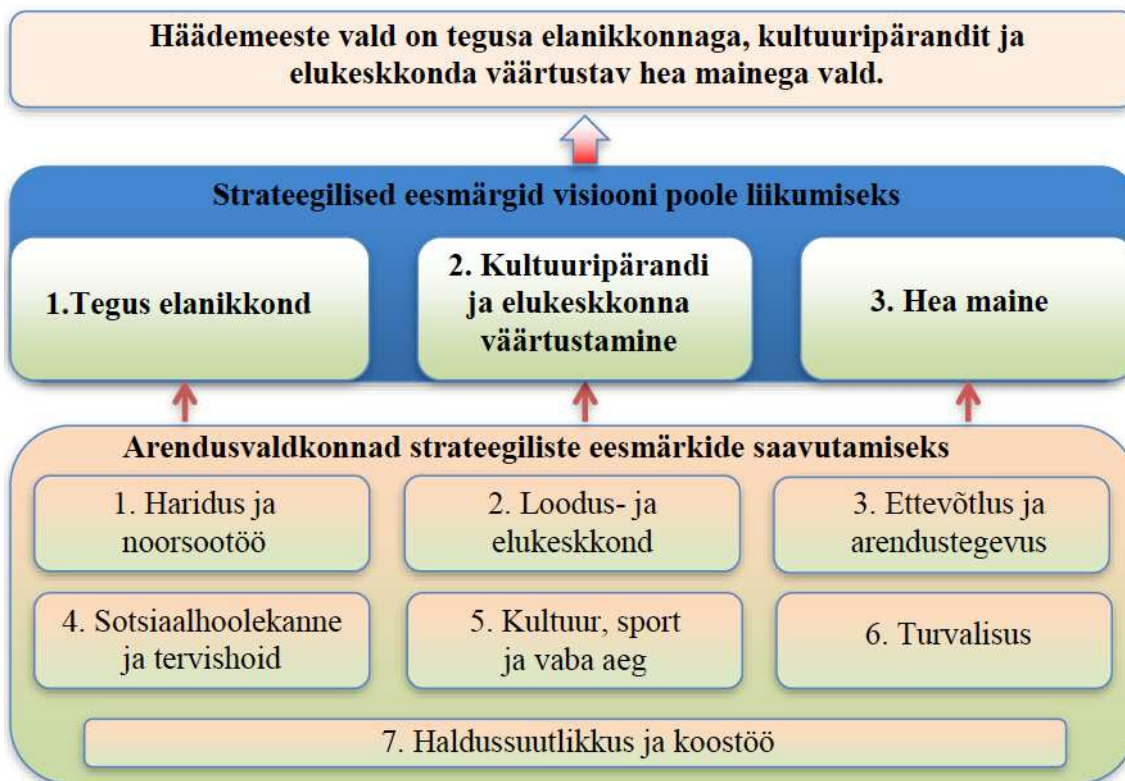 Häädemeeste vald on tegusa elanikkonnaga, kultuuripärandit ja
elukeskkonda väärtustav hea mainega vald.
Strateegilised eesmärgid visiooni poole liikumiseks
1.Tegus elanikkond
2. Kultuuripärandi
ja elukeskkonna
väärtustamine
3. Hea maine
Arendusvaldkonnad strateegiliste eesmärkide saavutamiseks
1. Haridus ja
noorsootöö
2. Loodus- ja
elukeskkond
3. Ettevõtlus ja
arendustegevus
4. Sotsiaalhoolekanne
ja tervishoid
5. Kultuur, sport
ja vaba aeg
6. Turvalisus
7. Haldussuutlikkus ja koostöö